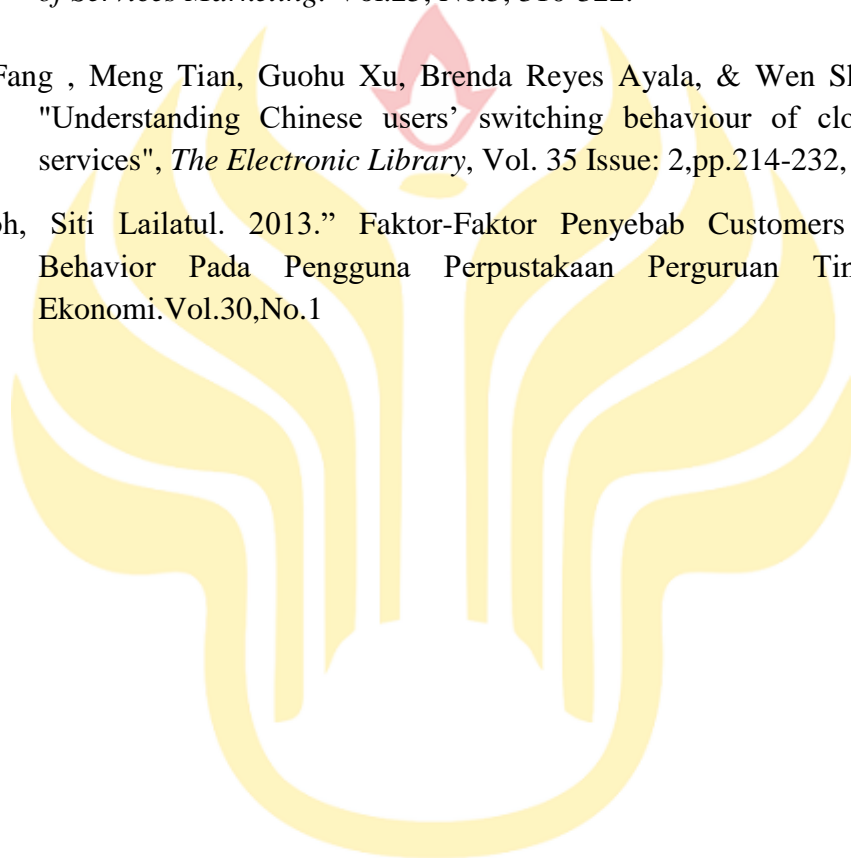 of Services Marketing. Vol.23, No.5, 316-322.
Fang , Meng Tian, Guohu Xu, Brenda Reyes Ayala, & Wen Sh
"Understanding Chinese users’ switching behaviour of clo
services", The Electronic Library, Vol. 35 Issue: 2,pp.214-232,
oh, Siti Lailatul. 2013.” Faktor-Faktor Penyebab Customers
Behavior Pada Pengguna Perpustakaan Perguruan Tin
Ekonomi.Vol.30,No.1